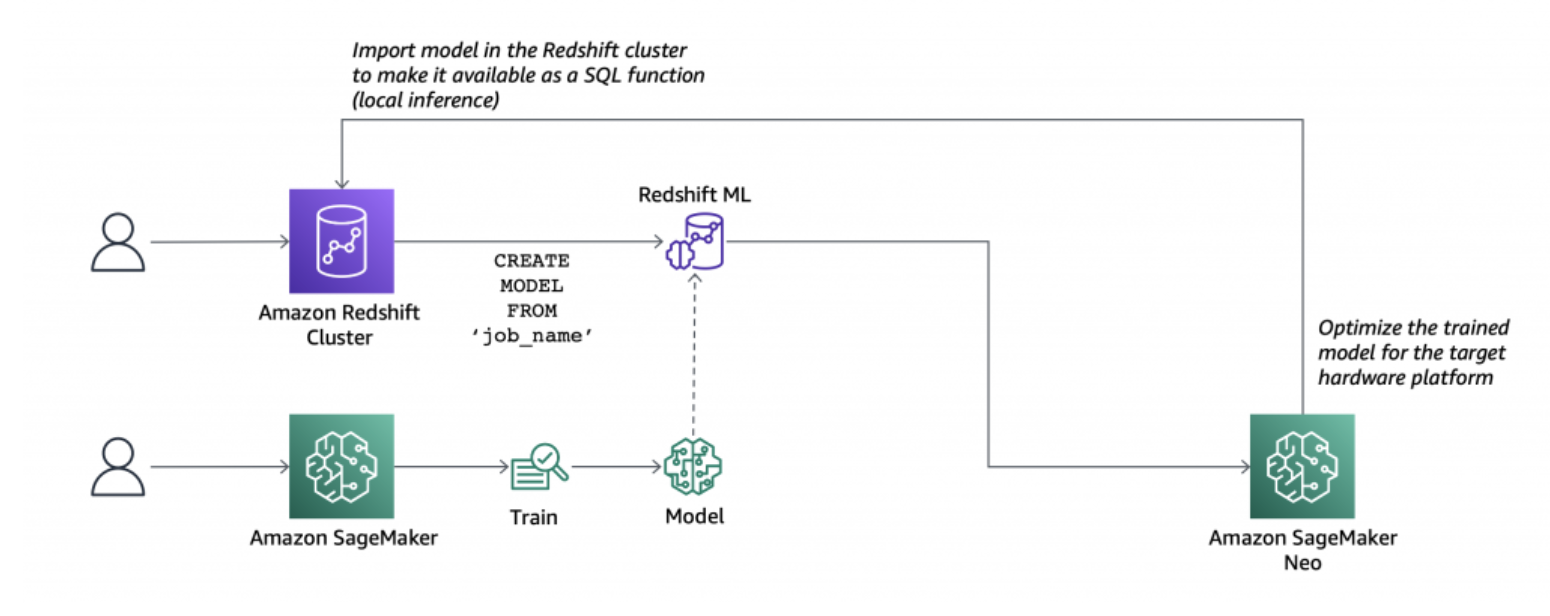 Import model in the Redshift cluster
to make it available as a SQL function
(local inference)
Redshift ML
CREATE
MODEL
FROM
‘job_name’
Amazon Redshift
Cluster
Optimize the trained
model for the target
hardware platform
Train
Model
Amazon SageMaker
Amazon SageMaker
Neo